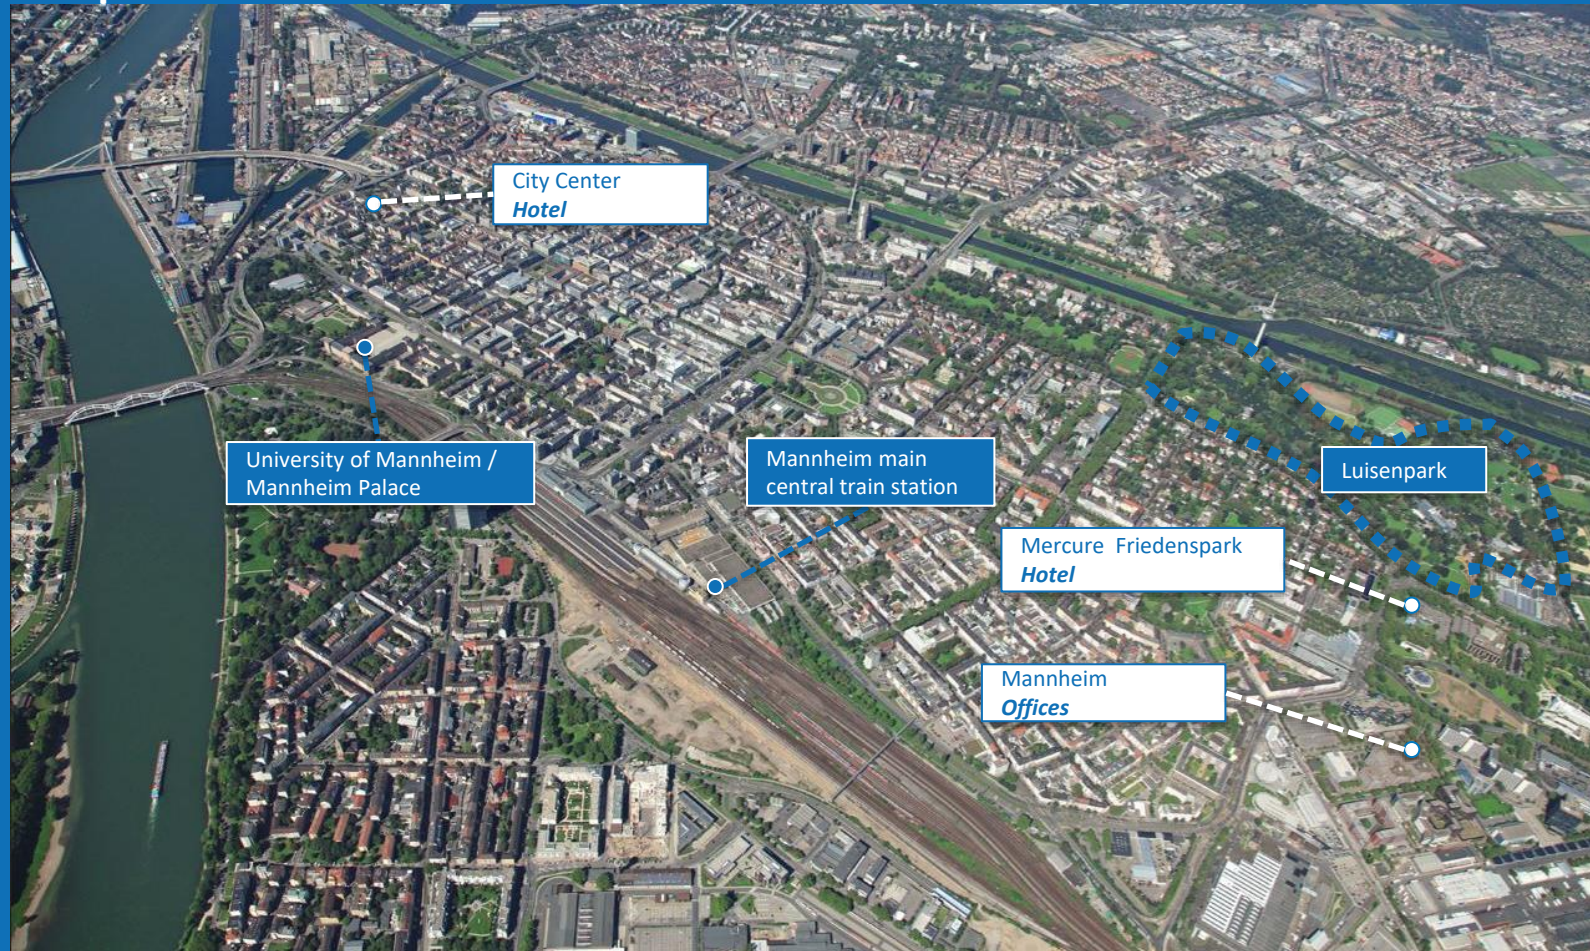 City Center
Hotel
University of Mannheim /
Mannheim Palace
Mannheim main
central train station
Luisenpark
Mercure Friedenspark
Hotel
Mannheim
Offices